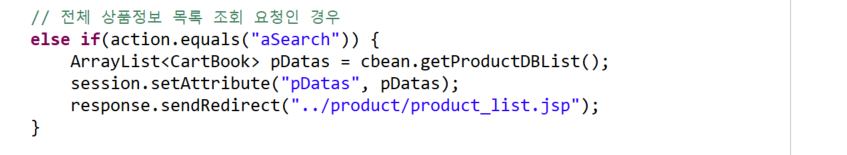 // 전체 상품정보 목록 조회 요청인 경우
else if(action.equals("aSearch")) {
    ArrayList<CartBook> pDatas = cbean.getProductDBList();
    session.setAttribute("pDatas", pDatas);
    response.sendRedirect("../product/product_list.jsp");
}